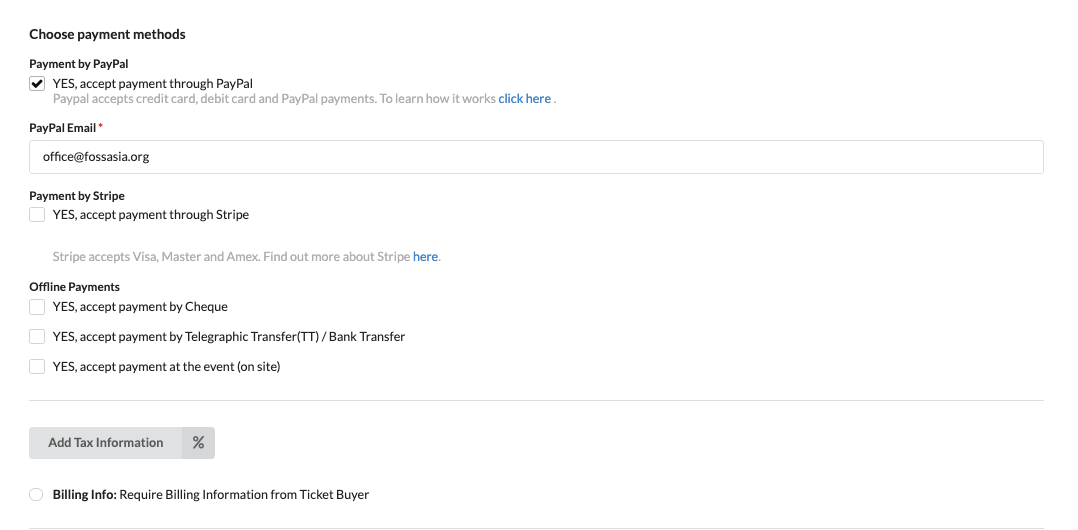 Choose payment methods
Payment by PayPal
YES, accept payment through PayPal
Paypal accepts credit card, debit card and PayPal payments. To learn how it works click here .
PayPal Email *
office@fossasia.org
Payment by Stripe
YES, accept payment through Stripe
Stripe accepts Visa, Master and Amex. Find out more about Stripe here.
Offline Payments
YES, accept payment by Cheque
YES, accept payment by Telegraphic Transfer(TT) / Bank Transfer
YES, accept payment at the event (on site)
Add Tax Information %
Billing Info: Require Billing Information from Ticket Buyer